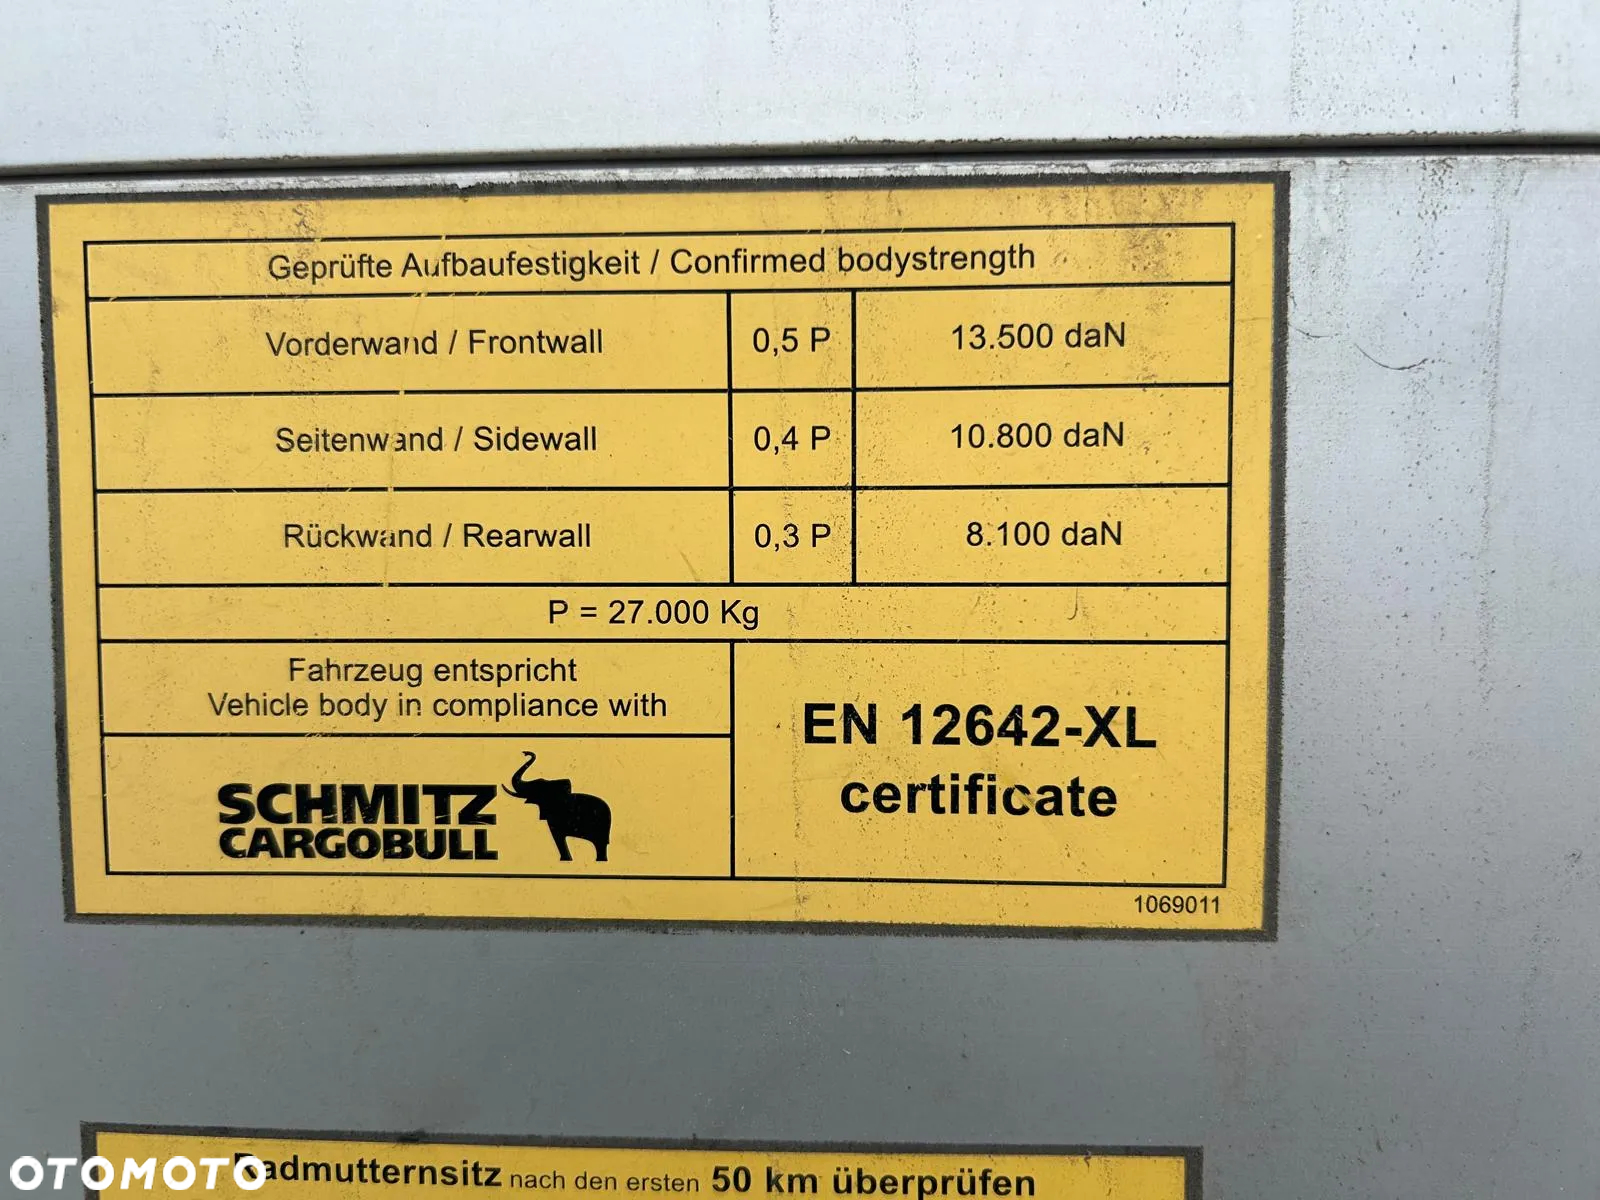 Geprüfte Aufbaufestigkeit / Confirmed bodystrength
Vorderwand / Frontwall 0,5 P 13.500 daN
Seitenwand / Sidewall 0,4 P 10.800 daN
Rückwand / Rearwall 0,3 P 8.100 daN
P = 27.000 Kg
Fahrzeug entspricht
Vehicle body in compliance with
EN 12642-XL
certificate
SCHMITZ
CARGOBULL
1069011
Radmutternsitz nach den ersten 50 km überprüfen
OTOMOTO